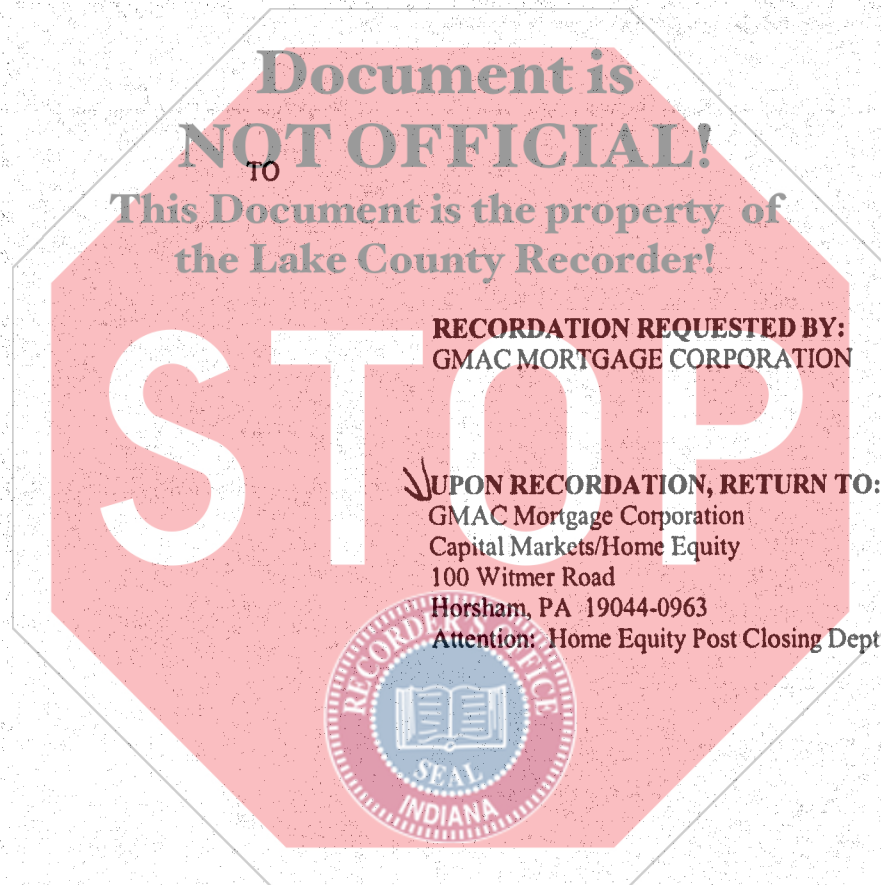 Document is
NOT OFFICIAL!
TO
This Document is the property of
the Lake County Recorder!
STOP
RECORDATION REQUESTED BY:
GMAC MORTGAGE CORPORATION
UPON RECORDATION, RETURN TO:
GMAC Mortgage Corporation
Capital Markets/Home Equity
100 Witmer Road
Horsham, PA 19044-0963
Attention: Home Equity Post Closing Dept
RECORDER'S OFFICE
SEAL
INDIANA